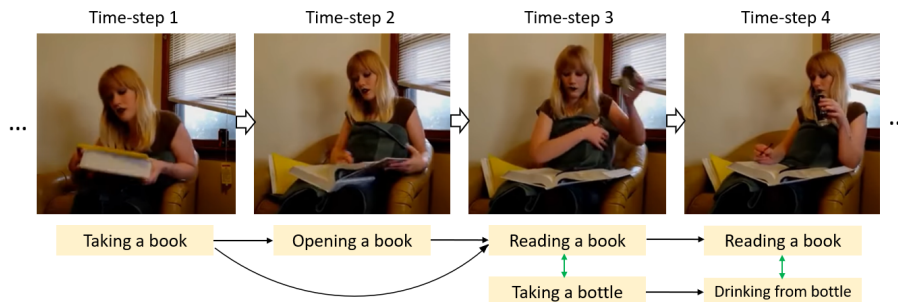 Time-step 1
Time-step 2
Time-step 3
Time-step 4
...
...
Taking a book
Opening a book
Reading a book
Reading a book
Taking a bottle
Drinking from bottle